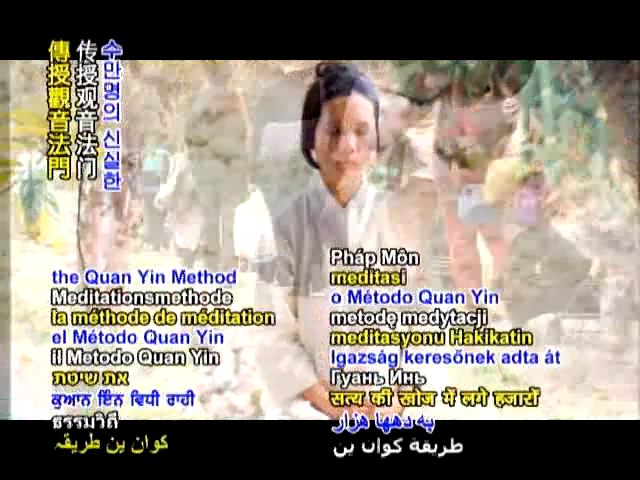 수만명의 신실한
传授观音法门
傳授觀音法門
the Quan Yin Method
Meditationsmethode
la méthode de méditation
el Método Quan Yin
il Metodo Quan Yin
את שיטת
ਕੁਆਨ ਇੰਨ ਵਿਧੀ ਰਾਹੀ
ธรรมวิถี
کوان ین طریقہ
Pháp Môn
meditasi
o Método Quan Yin
metodę medytacji
meditasyonu Hakikatin
Igazság keresőnek adta át
Гуань Инь
सत्य की खोज में लगे हजारों
به دهها هزار
طريقة كوان ين